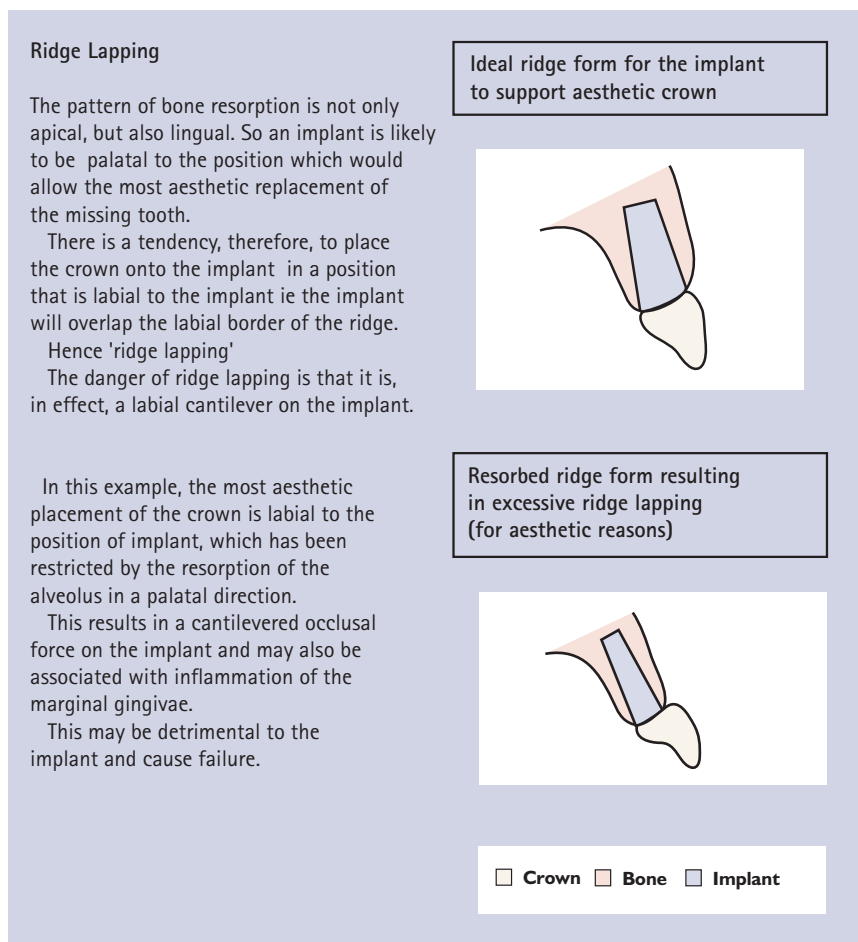 Ridge Lapping
The pattern of bone resorption is not only
apical, but also lingual. So an implant is likely
to be  palatal to the position which would
allow the most aesthetic replacement of
the missing tooth.
There is a tendency, therefore, to place
the crown onto the implant  in a position
that is labial to the implant ie the implant
will overlap the labial border of the ridge.
Hence 'ridge lapping'
The danger of ridge lapping is that it is,
in effect, a labial cantilever on the implant.
In this example, the most aesthetic
placement of the crown is labial to the
position of implant, which has been
restricted by the resorption of the
alveolus in a palatal direction.
This results in a cantilevered occlusal
force on the implant and may also be
associated with inflammation of the
marginal gingivae.
This may be detrimental to the
implant and cause failure.
Ideal ridge form for the implant
to support aesthetic crown
Resorbed ridge form resulting
in excessive ridge lapping
(for aesthetic reasons)
Crown Bone Implant